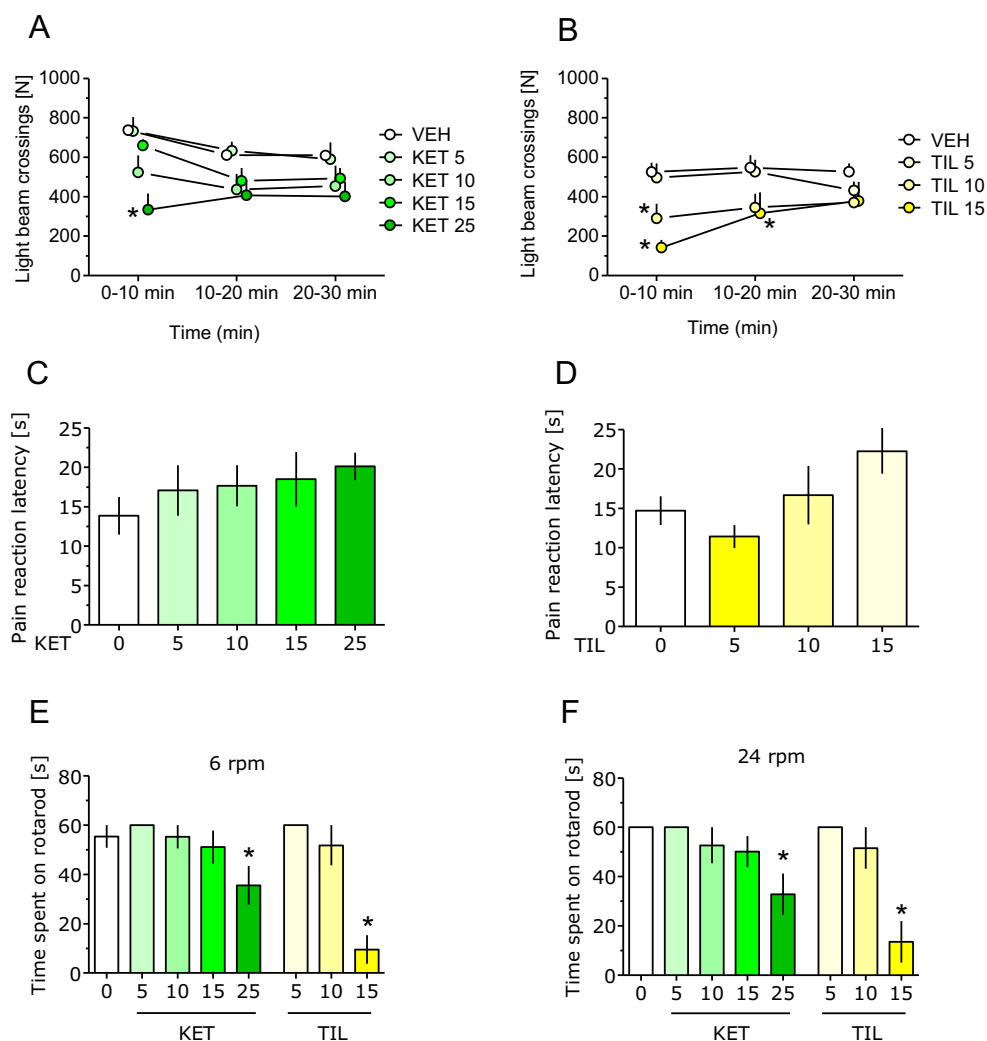 A
Light beam crossings [N]
1000
800
600
400
200
0
*
0-10 min 10-20 min 20-30 min
Time (min)
VEH
KET 5
KET 10
KET 15
KET 25
B
Light beam crossings [N]
1000
800
600
400
200
0
*
*
*
0-10 min 10-20 min 20-30 min
Time (min)
VEH
TIL 5
TIL 10
TIL 15
C
Pain reaction latency [s]
25
20
15
10
5
0
KET 0 5 10 15 25
D
Pain reaction latency [s]
25
20
15
10
5
0
TIL 0 5 10 15
E
6 rpm
Time spent on rotarod [s]
80
60
40
20
0
*
*
0 5 10 15 25 5 10 15
KET TIL
F
24 rpm
Time spent on rotarod [s]
80
60
40
20
0
*
*
0 5 10 15 25 5 10 15
KET TIL